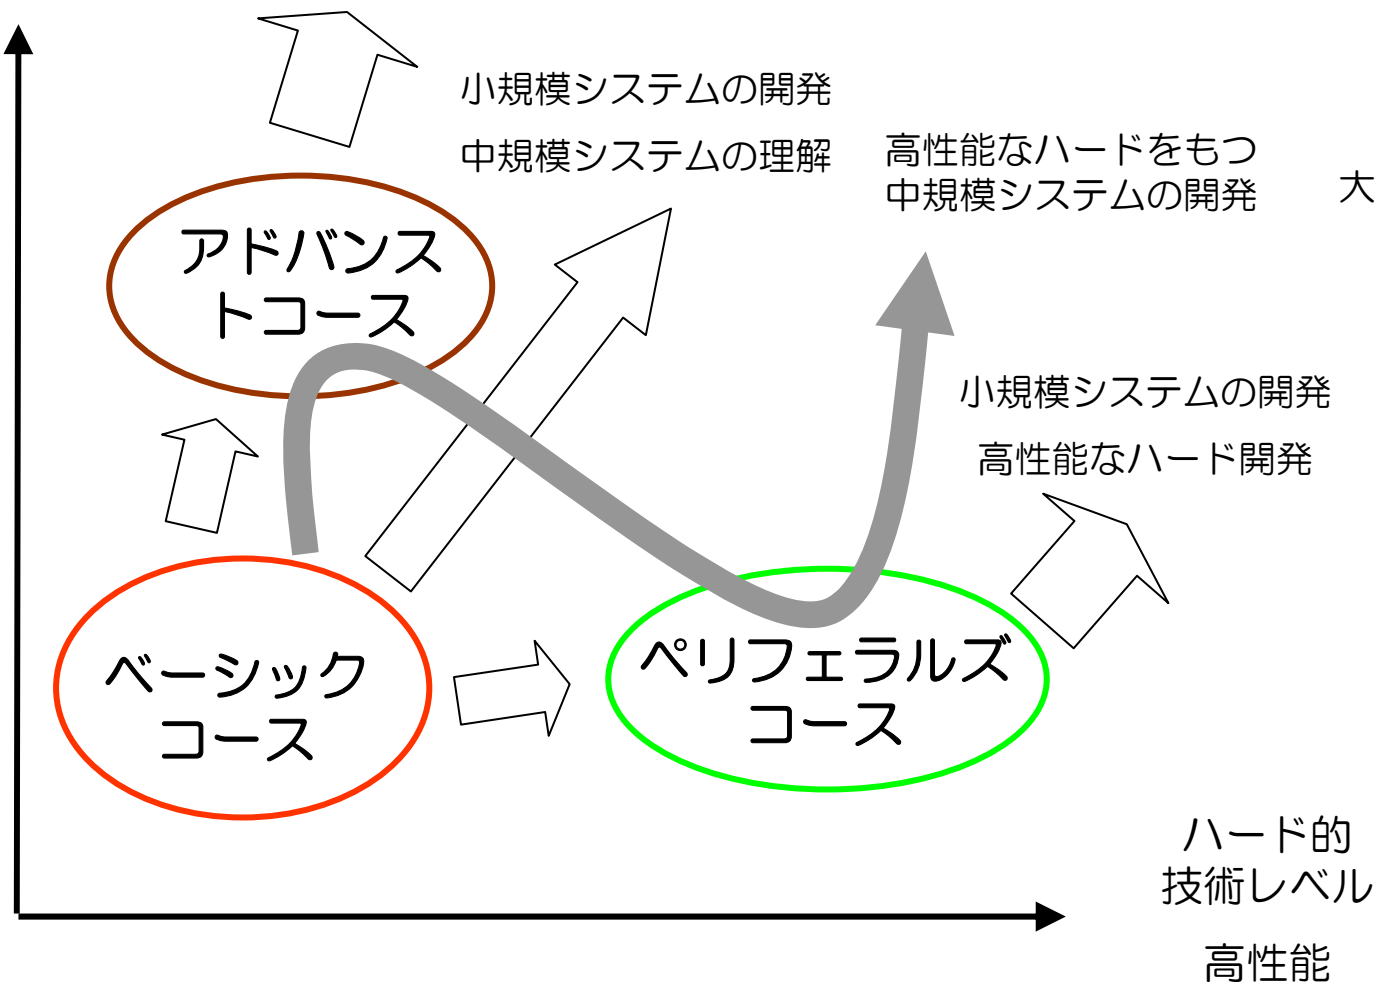 小規模システムの開発
中規模システムの理解
高性能なハードをもつ
中規模システムの開発
大
アドバンス
トコース
小規模システムの開発
高性能なハード開発
ベーシック
コース
ペリフェラルズ
コース
ハード的
技術レベル
高性能